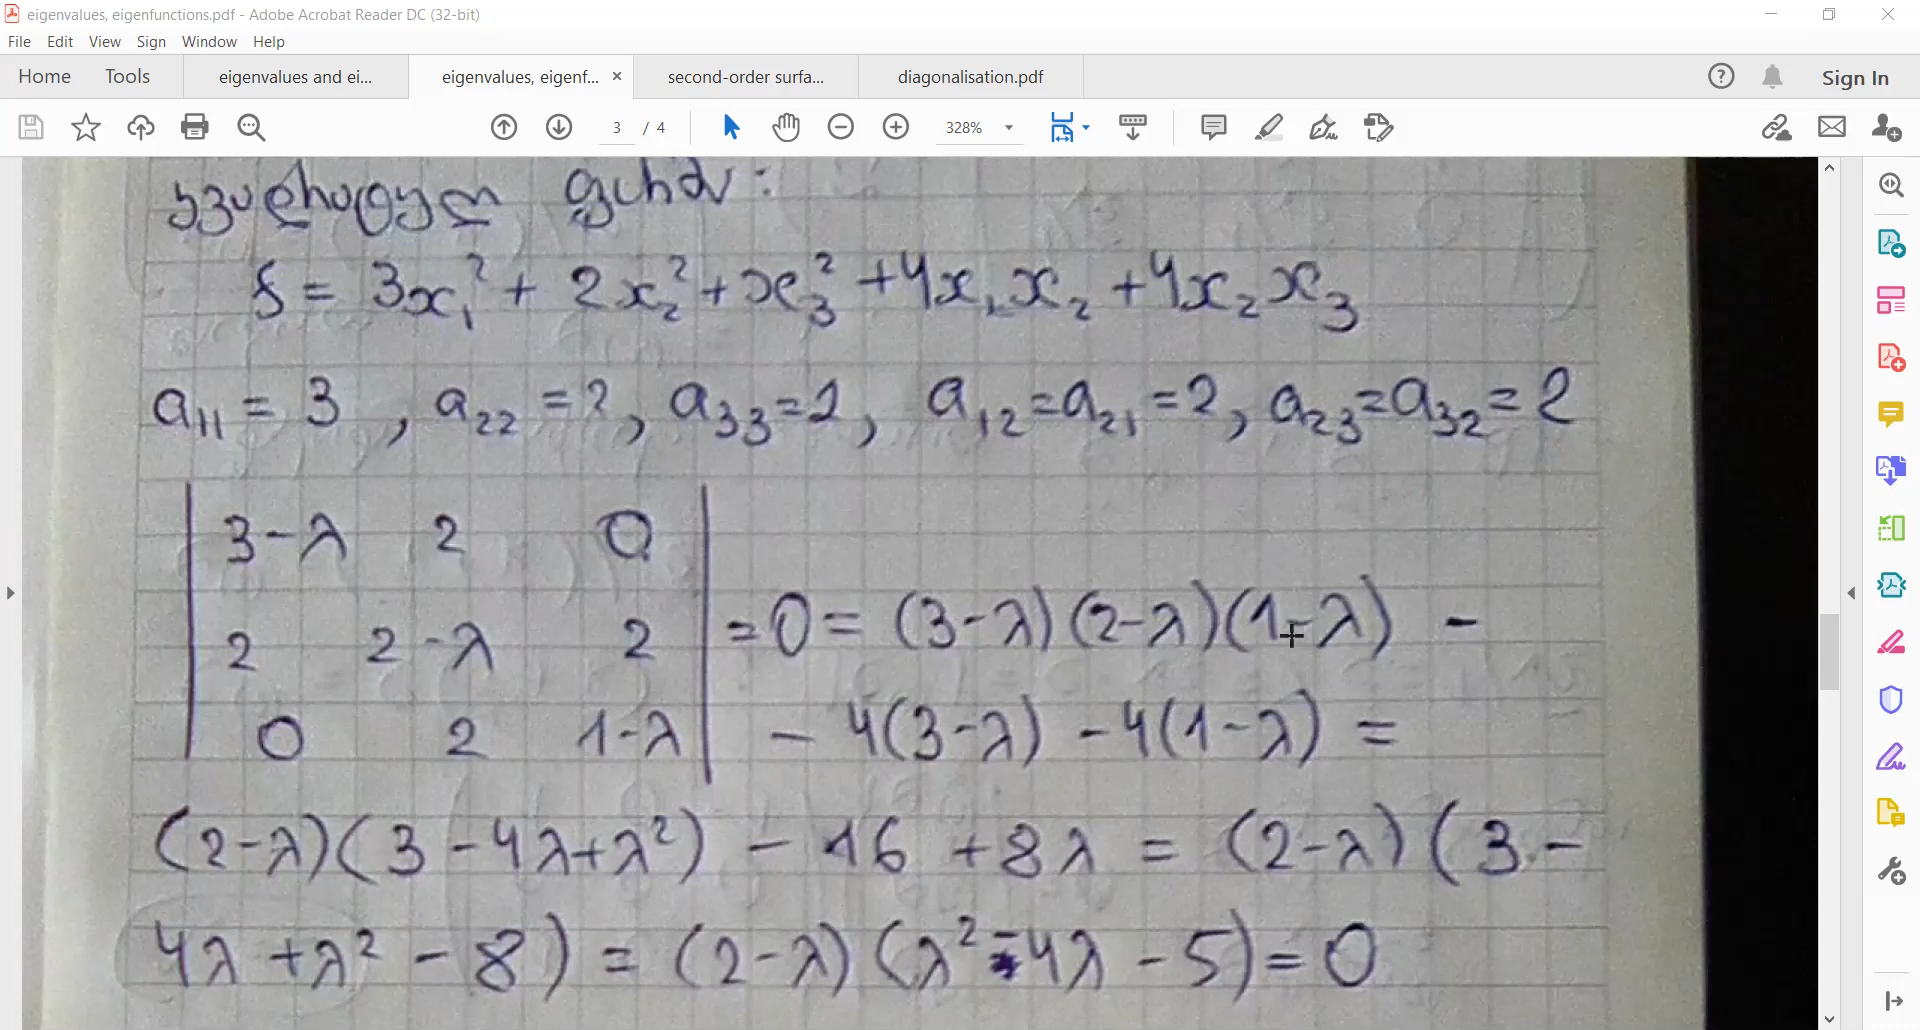 eigenvalues, eigenfunctions.pdf - Adobe Acrobat Reader DC (32-bit)
File Edit View Sign Window Help
Home Tools eigenvalues and ei... eigenvalues, eigenf... × second-order surfa... diagonalisation.pdf Sign In
3 / 4 328%
f = 3x₁² + 2x₂² + x₃² + 4x₁x₂ + 4x₂x₃
a₁₁ = 3 , a₂₂ = 2 , a₃₃ = 1 , a₁₂ = a₂₁ = 2 , a₂₃ = a₃₂ = 2
| 3-λ 2 0 |
| 2 2-λ 2 | = 0 = (3-λ)(2-λ)(1-λ) -
| 0 2 1-λ | - 4(3-λ) - 4(1-λ) =
(2-λ)(3 - 4λ + λ²) - 16 + 8λ = (2-λ)(3 -
4λ + λ² - 8) = (2-λ)(λ² - 4λ - 5) = 0